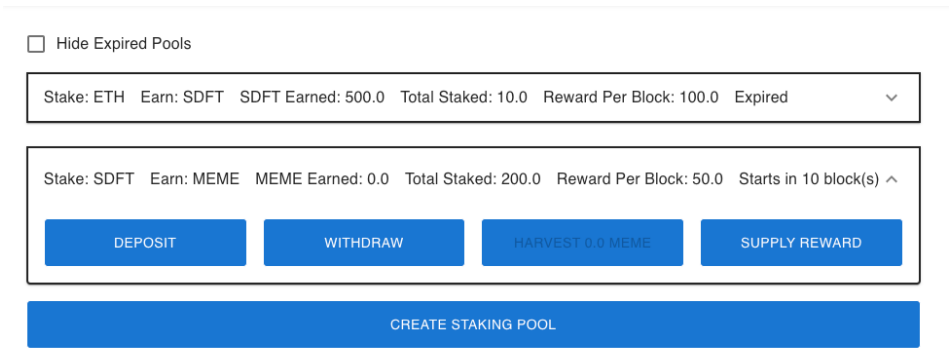 Hide Expired Pools
Stake: ETH Earn: SDFT SDFT Earned: 500.0 Total Staked: 10.0 Reward Per Block: 100.0 Expired
Stake: SDFT Earn: MEME MEME Earned: 0.0 Total Staked: 200.0 Reward Per Block: 50.0 Starts in 10 block(s)
DEPOSIT WITHDRAW HARVEST 0.0 MEME SUPPLY REWARD
CREATE STAKING POOL